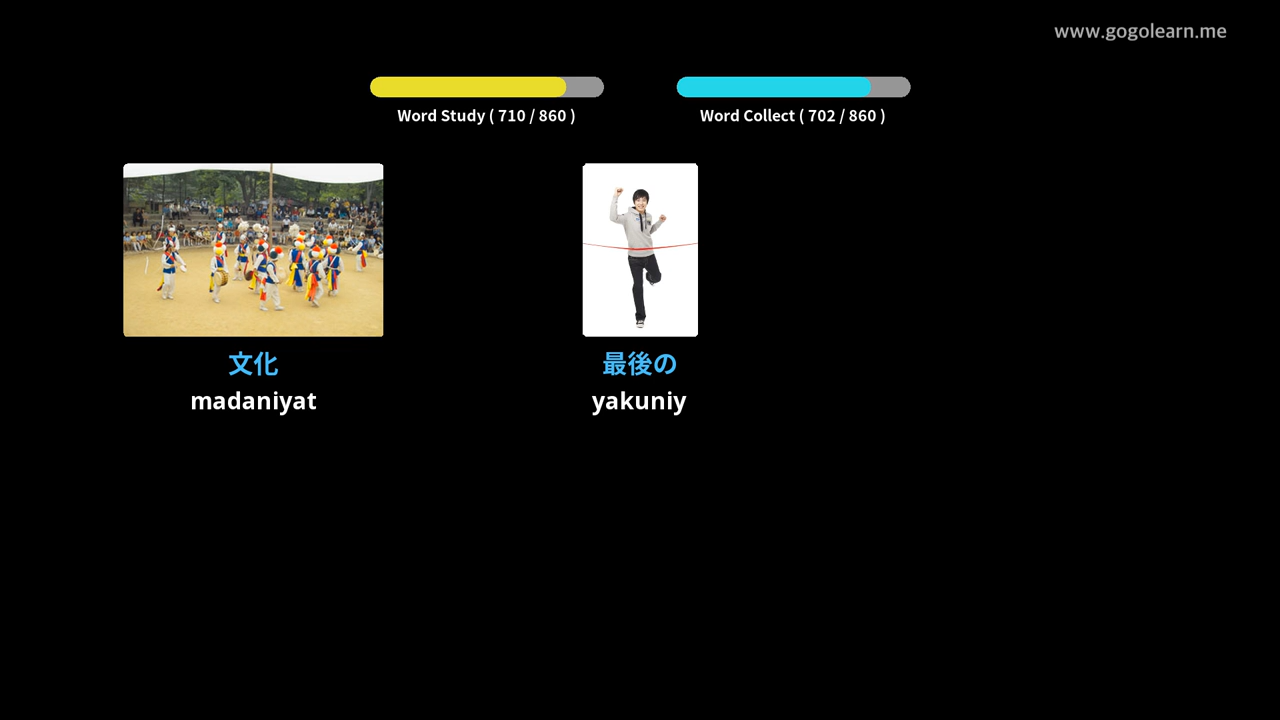 www.gogolearn.me
Word Study ( 710 / 860 )
Word Collect ( 702 / 860 )
文化
madaniyat
最後の
yakuniy